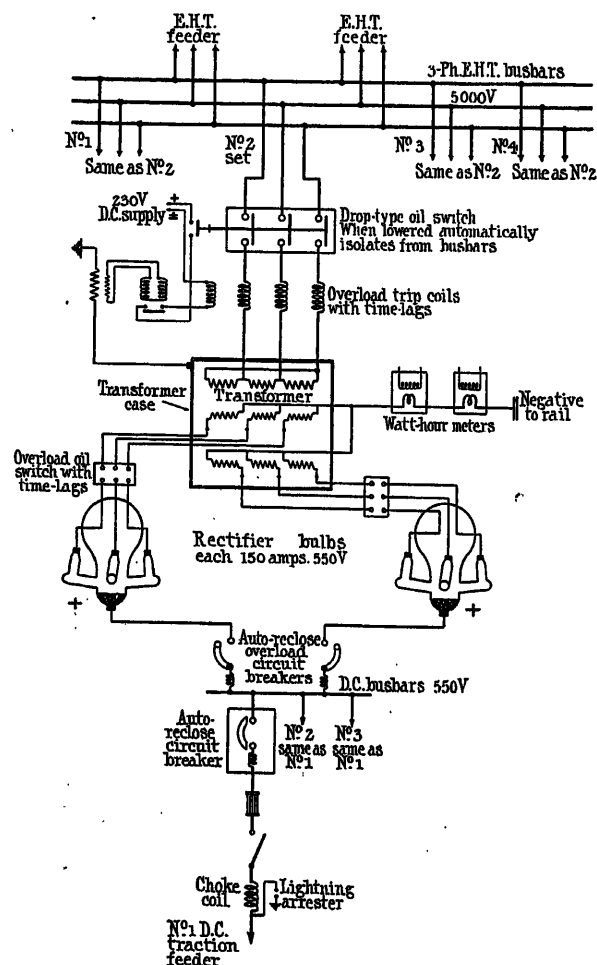 E.H.T.
feeder
E.H.T.
feeder
3-Ph.E.H.T. busbars
5000V
Nº1
Same as Nº2
Nº2
set
Nº3
Same as Nº2
Nº4
Same as Nº2
230V
D.C. supply
+
Drop-type oil switch
When lowered automatically
isolates from busbars
Overload trip coils
with time-lags
Transformer
case
Transformer
Watt-hour meters
Negative
to rail
Overload oil
switch with
time-lags
Rectifier bulbs
each 150 amps. 550V
+
+
Auto-reclose
overload
circuit
breakers
D.C. busbars 550V
Auto-
reclose
circuit
breaker
Nº2
same as
Nº1
Nº3
same as
Nº1
Choke
coil
Lightning
arrester
Nº1 D.C.
traction
feeder